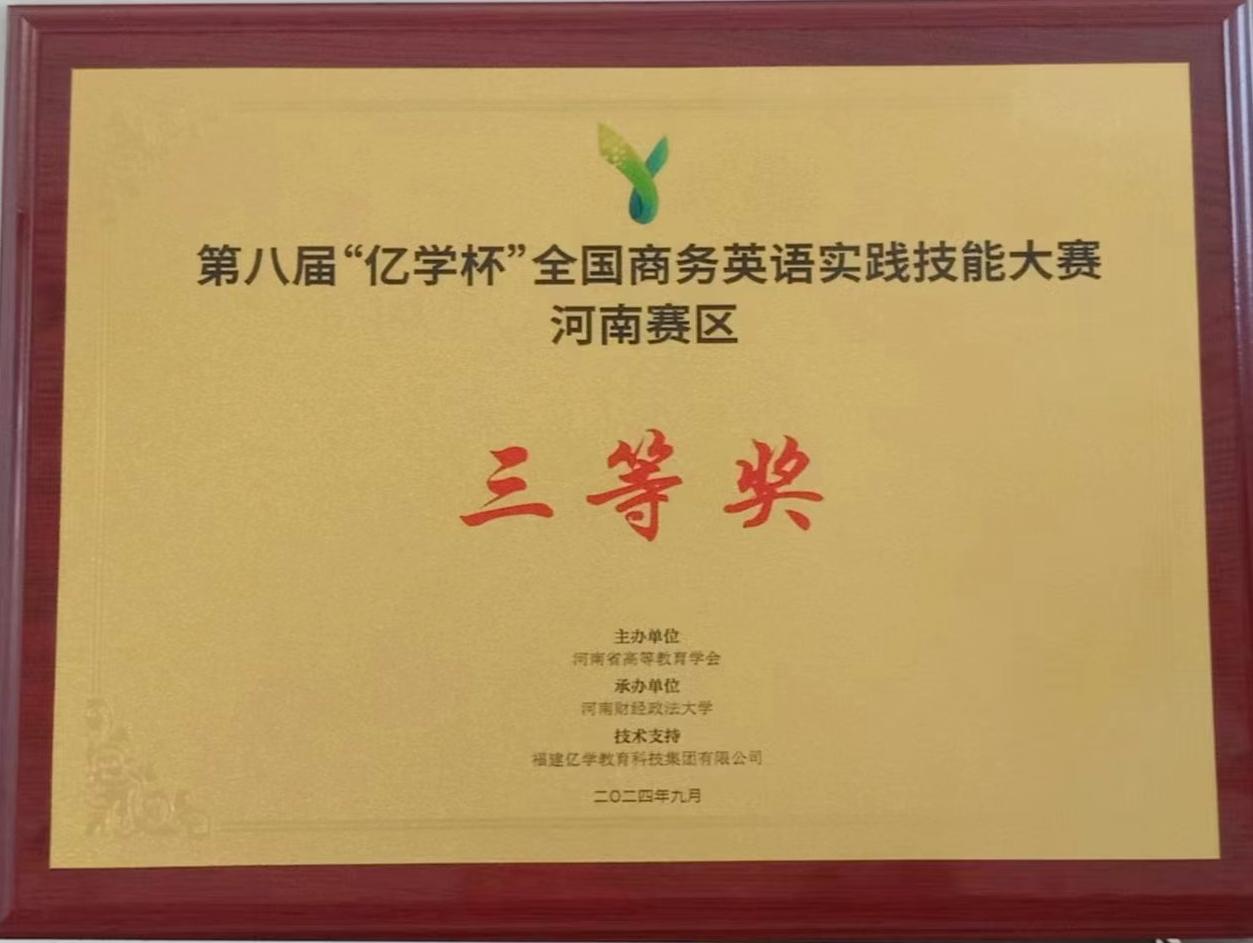 第八届“亿学杯”全国商务英语实践技能大赛
河南赛区
三等奖
主办单位
河南省高等教育学会
承办单位
河南财经政法大学
技术支持
福建亿学教育科技集团有限公司
二〇二四年九月